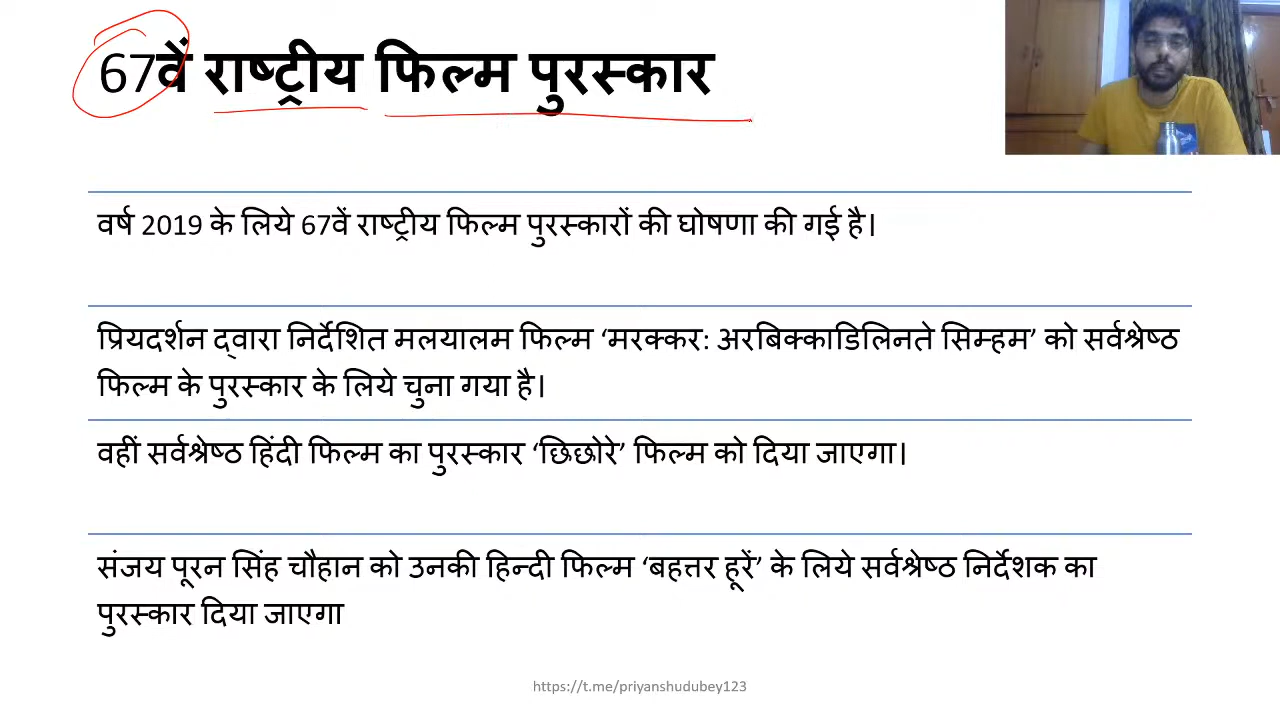 67वें राष्ट्रीय फिल्म पुरस्कार
वर्ष 2019 के लिये 67वें राष्ट्रीय फिल्म पुरस्कारों की घोषणा की गई है।
प्रियदर्शन द्वारा निर्देशित मलयालम फिल्म ‘मरक्कर: अरबिक्काडिलिनते सिम्हम’ को सर्वश्रेष्ठ
फिल्म के पुरस्कार के लिये चुना गया है।
वहीं सर्वश्रेष्ठ हिंदी फिल्म का पुरस्कार ‘छिछोरे’ फिल्म को दिया जाएगा।
संजय पूरन सिंह चौहान को उनकी हिन्दी फिल्म ‘बहत्तर हूरें’ के लिये सर्वश्रेष्ठ निर्देशक का
पुरस्कार दिया जाएगा
https://t.me/priyanshudubey123